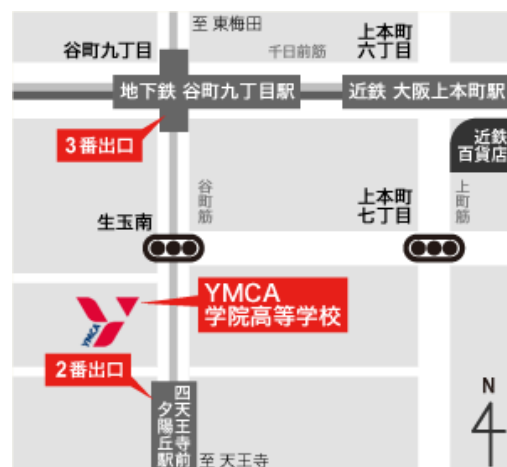 至 東梅田
谷町九丁目
千日前筋
上本町
六丁目
地下鉄 谷町九丁目駅
近鉄 大阪上本町駅
3番出口
近鉄
百貨店
谷町筋
上本町
七丁目
上町筋
生玉南
YMCA
学院高等学校
YMCA
2番出口
四天王寺前
夕陽丘駅
至 天王寺
N